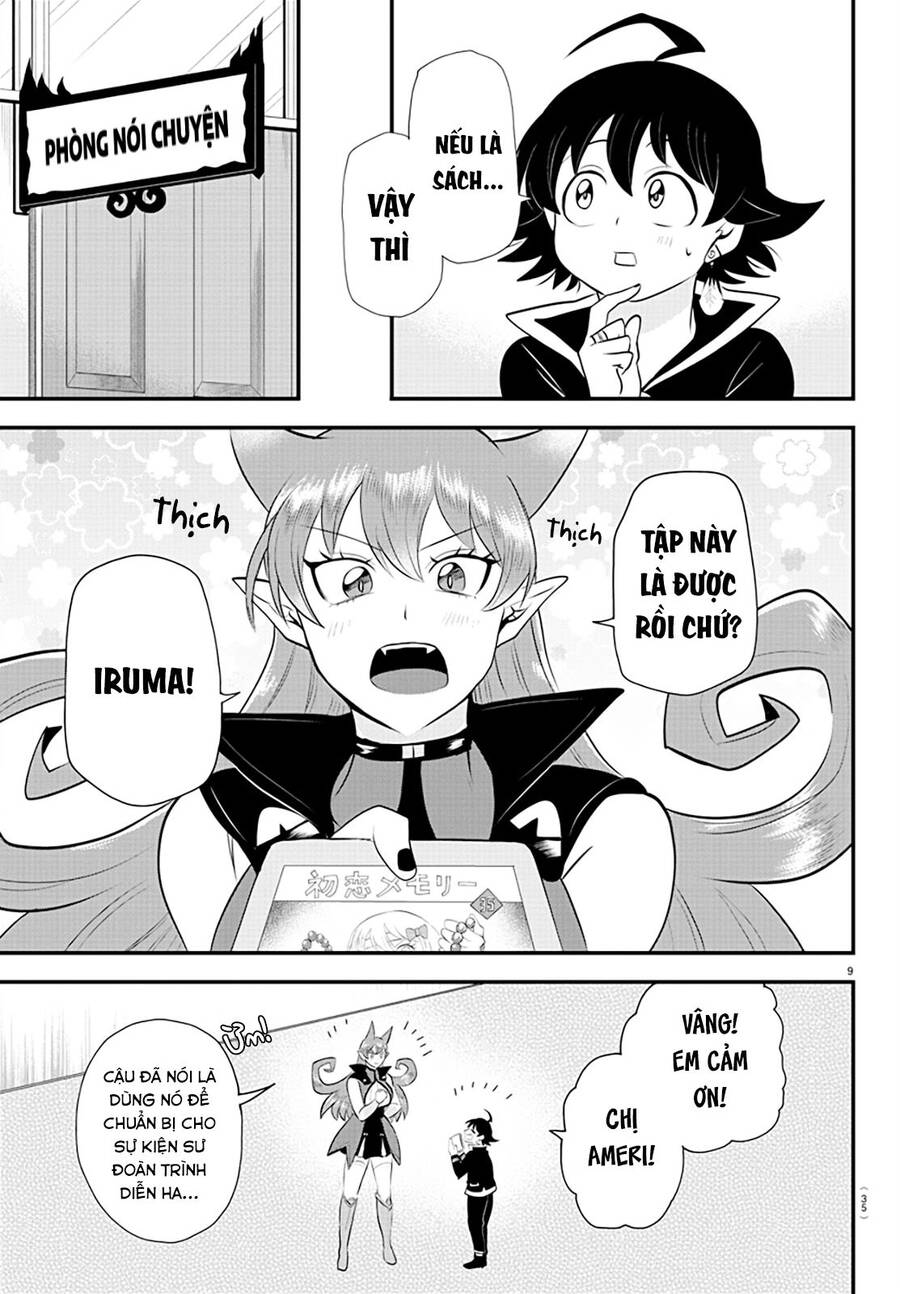 PHÒNG NÓI CHUYỆN
NẾU LÀ
SÁCH...
VẬY
THÌ
Thịch
Thịch
TẬP NÀY
LÀ ĐƯỢC
RỒI CHỨ?
IRUMA!
初恋メモリー
35
9
VÂNG!
EM CẢM
ƠN!
CHỊ
AMERI!
Ừm!
CẬU ĐÃ NÓI LÀ
DÙNG NÓ ĐỂ
CHUẨN BỊ CHO
SỰ KIỆN SƯ
ĐOÀN TRÌNH
DIỄN HA...
(35)